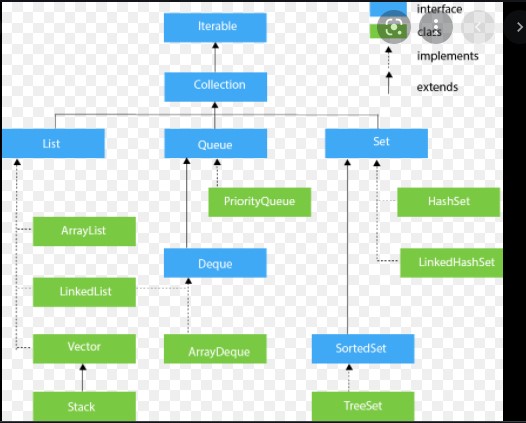 interface
Iterable
class
implements
Collection
extends
List
Queue
Set
PriorityQueue
HashSet
ArrayList
Deque
LinkedHashSet
LinkedList
Vector
ArrayDeque
SortedSet
Stack
TreeSet